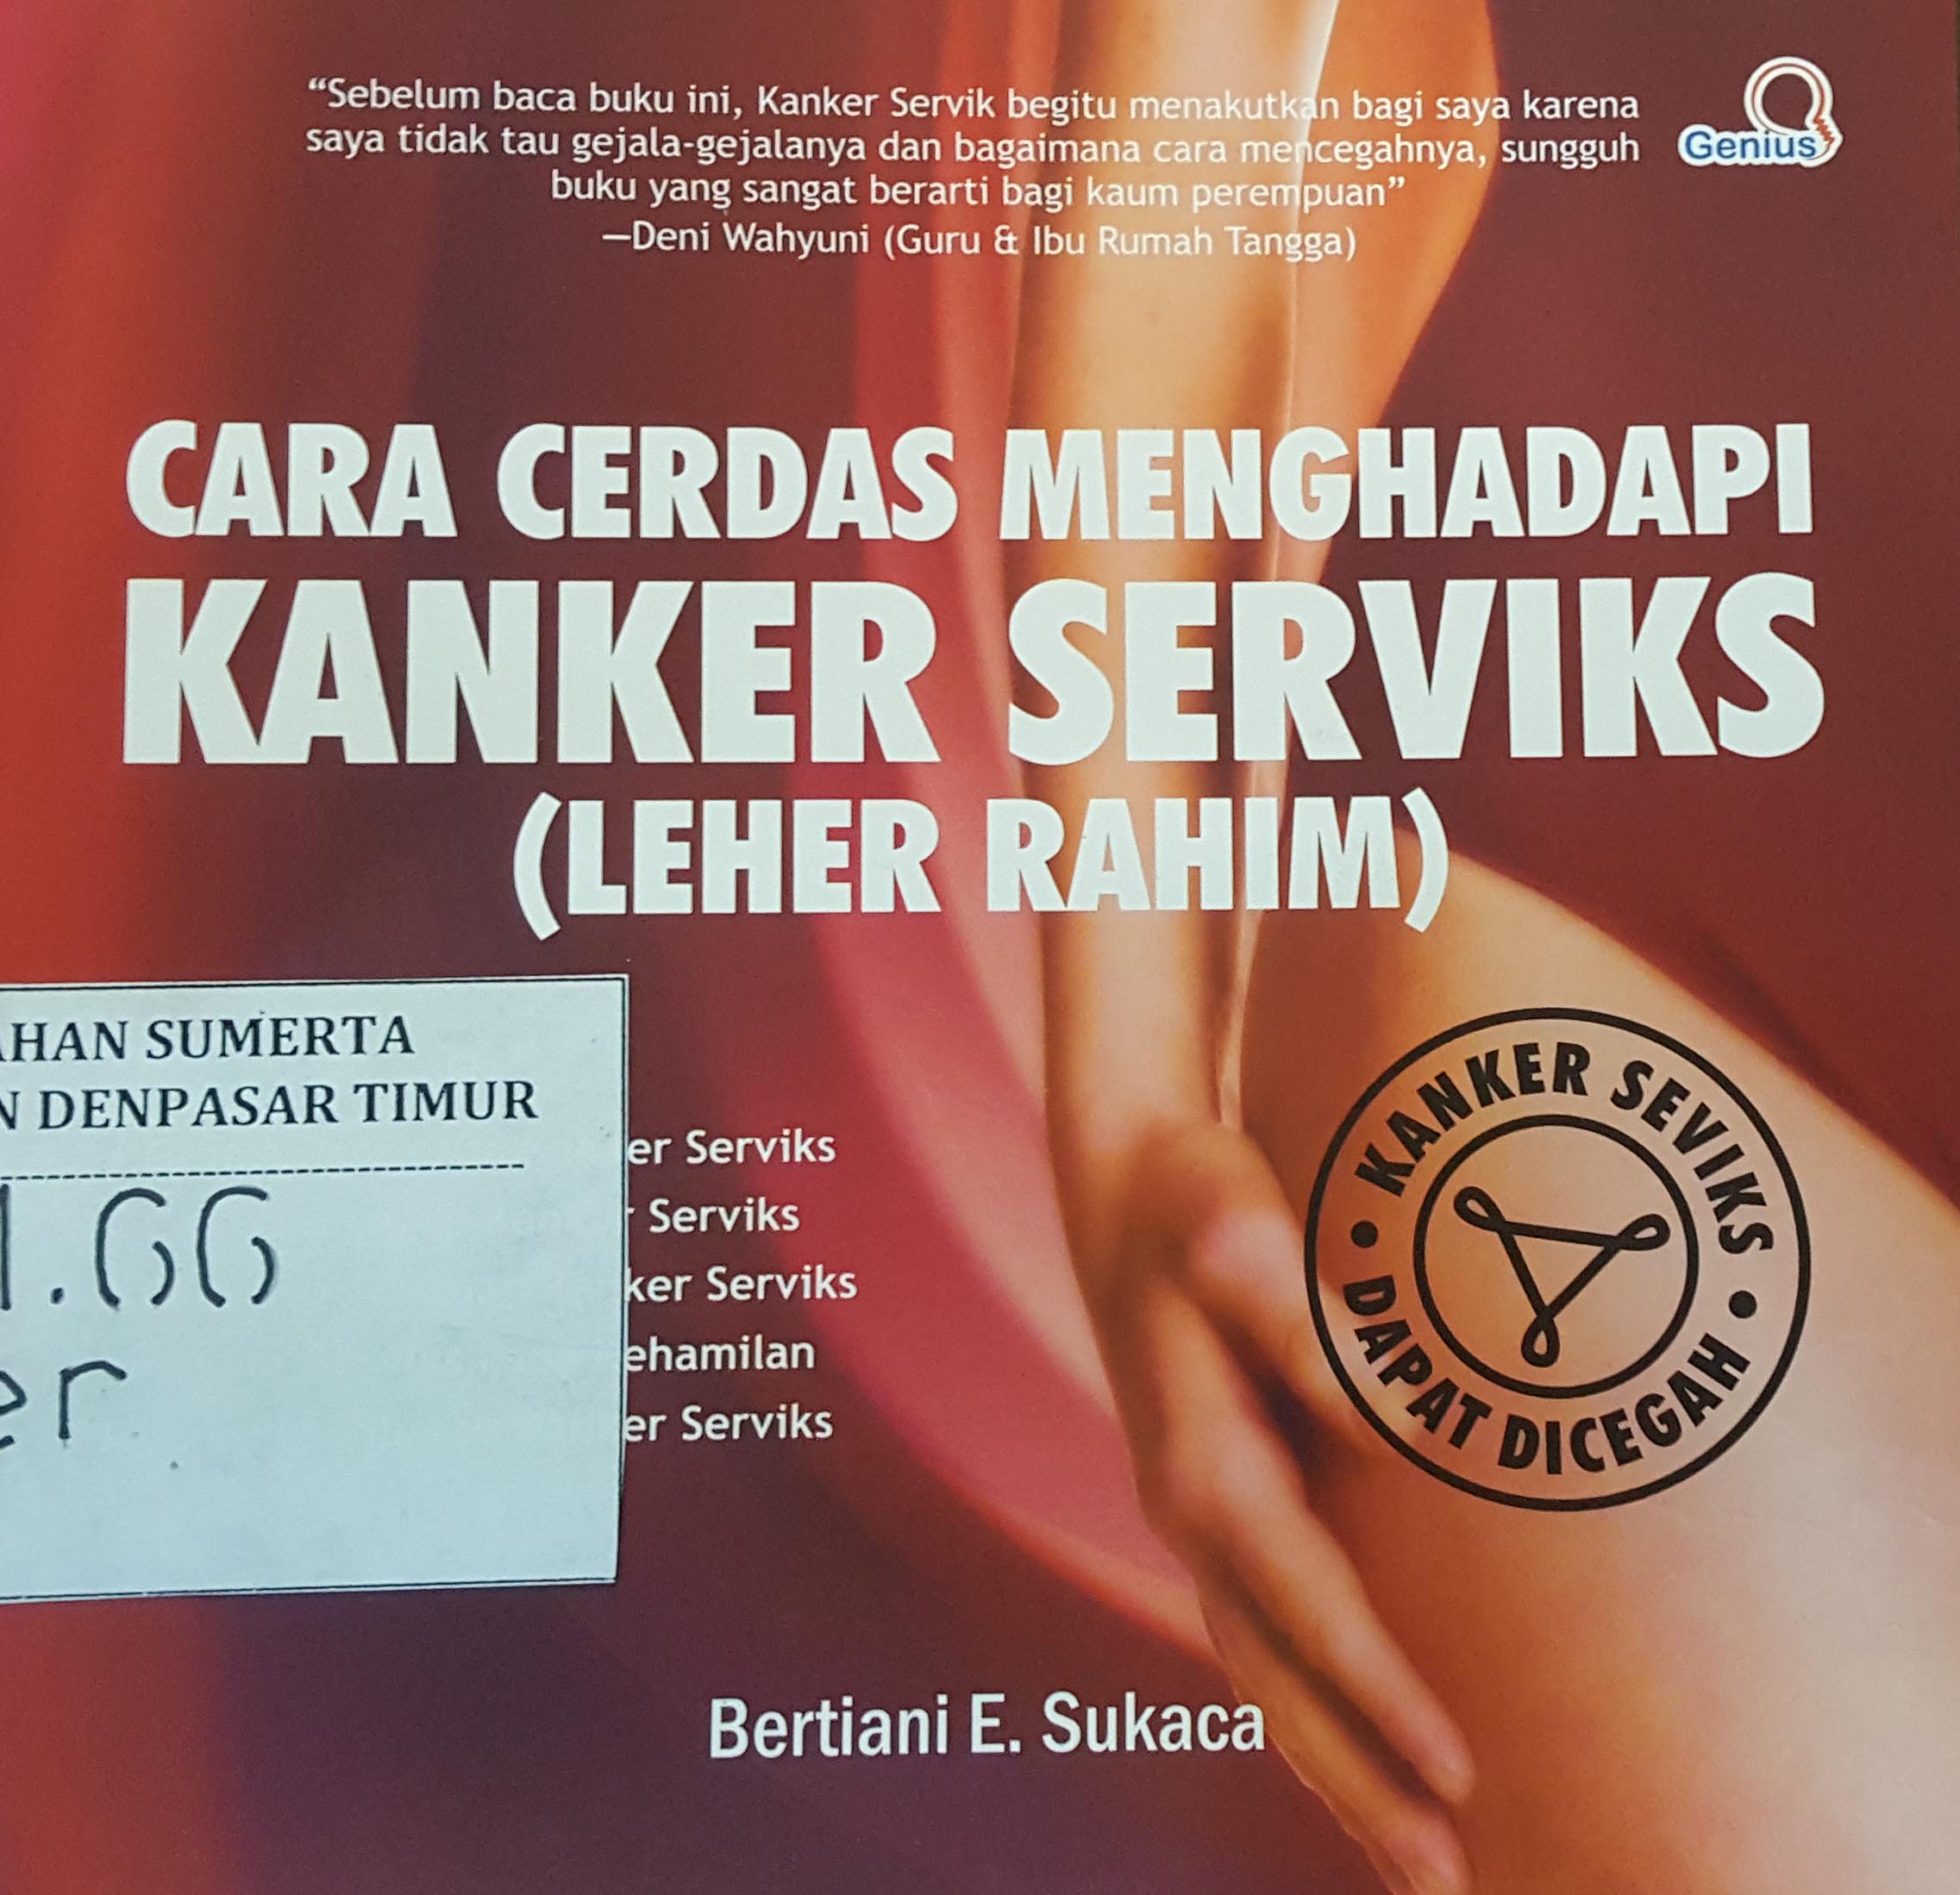 “Sebelum baca buku ini, Kanker Servik begitu menakutkan bagi saya karena
saya tidak tau gejala-gejalanya dan bagaimana cara mencegahnya, sungguh
buku yang sangat berarti bagi kaum perempuan”
—Deni Wahyuni (Guru & Ibu Rumah Tangga)
Genius
CARA CERDAS MENGHADAPI
KANKER SERVIKS
(LEHER RAHIM)
AHAN SUMERTA
N DENPASAR TIMUR
.66
er
er Serviks
r Serviks
ker Serviks
ehamilan
er Serviks
KANKER SEVIKS
DAPAT DICEGAH
Bertiani E. Sukaca